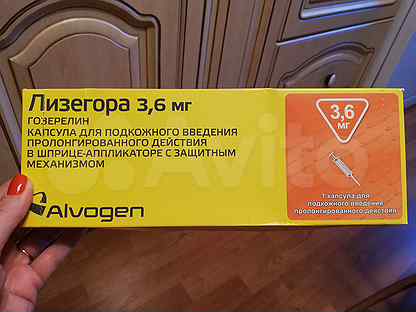 Лизегора 3,6 мг
ГОЗЕРЕЛИН
КАПСУЛА ДЛЯ ПОДКОЖНОГО ВВЕДЕНИЯ
ПРОЛОНГИРОВАННОГО ДЕЙСТВИЯ
В ШПРИЦЕ-АППЛИКАТОРЕ С ЗАЩИТНЫМ
МЕХАНИЗМОМ
Alvogen
3,6
МГ
1 капсула для
подкожного введения
пролонгированного действия
Avito